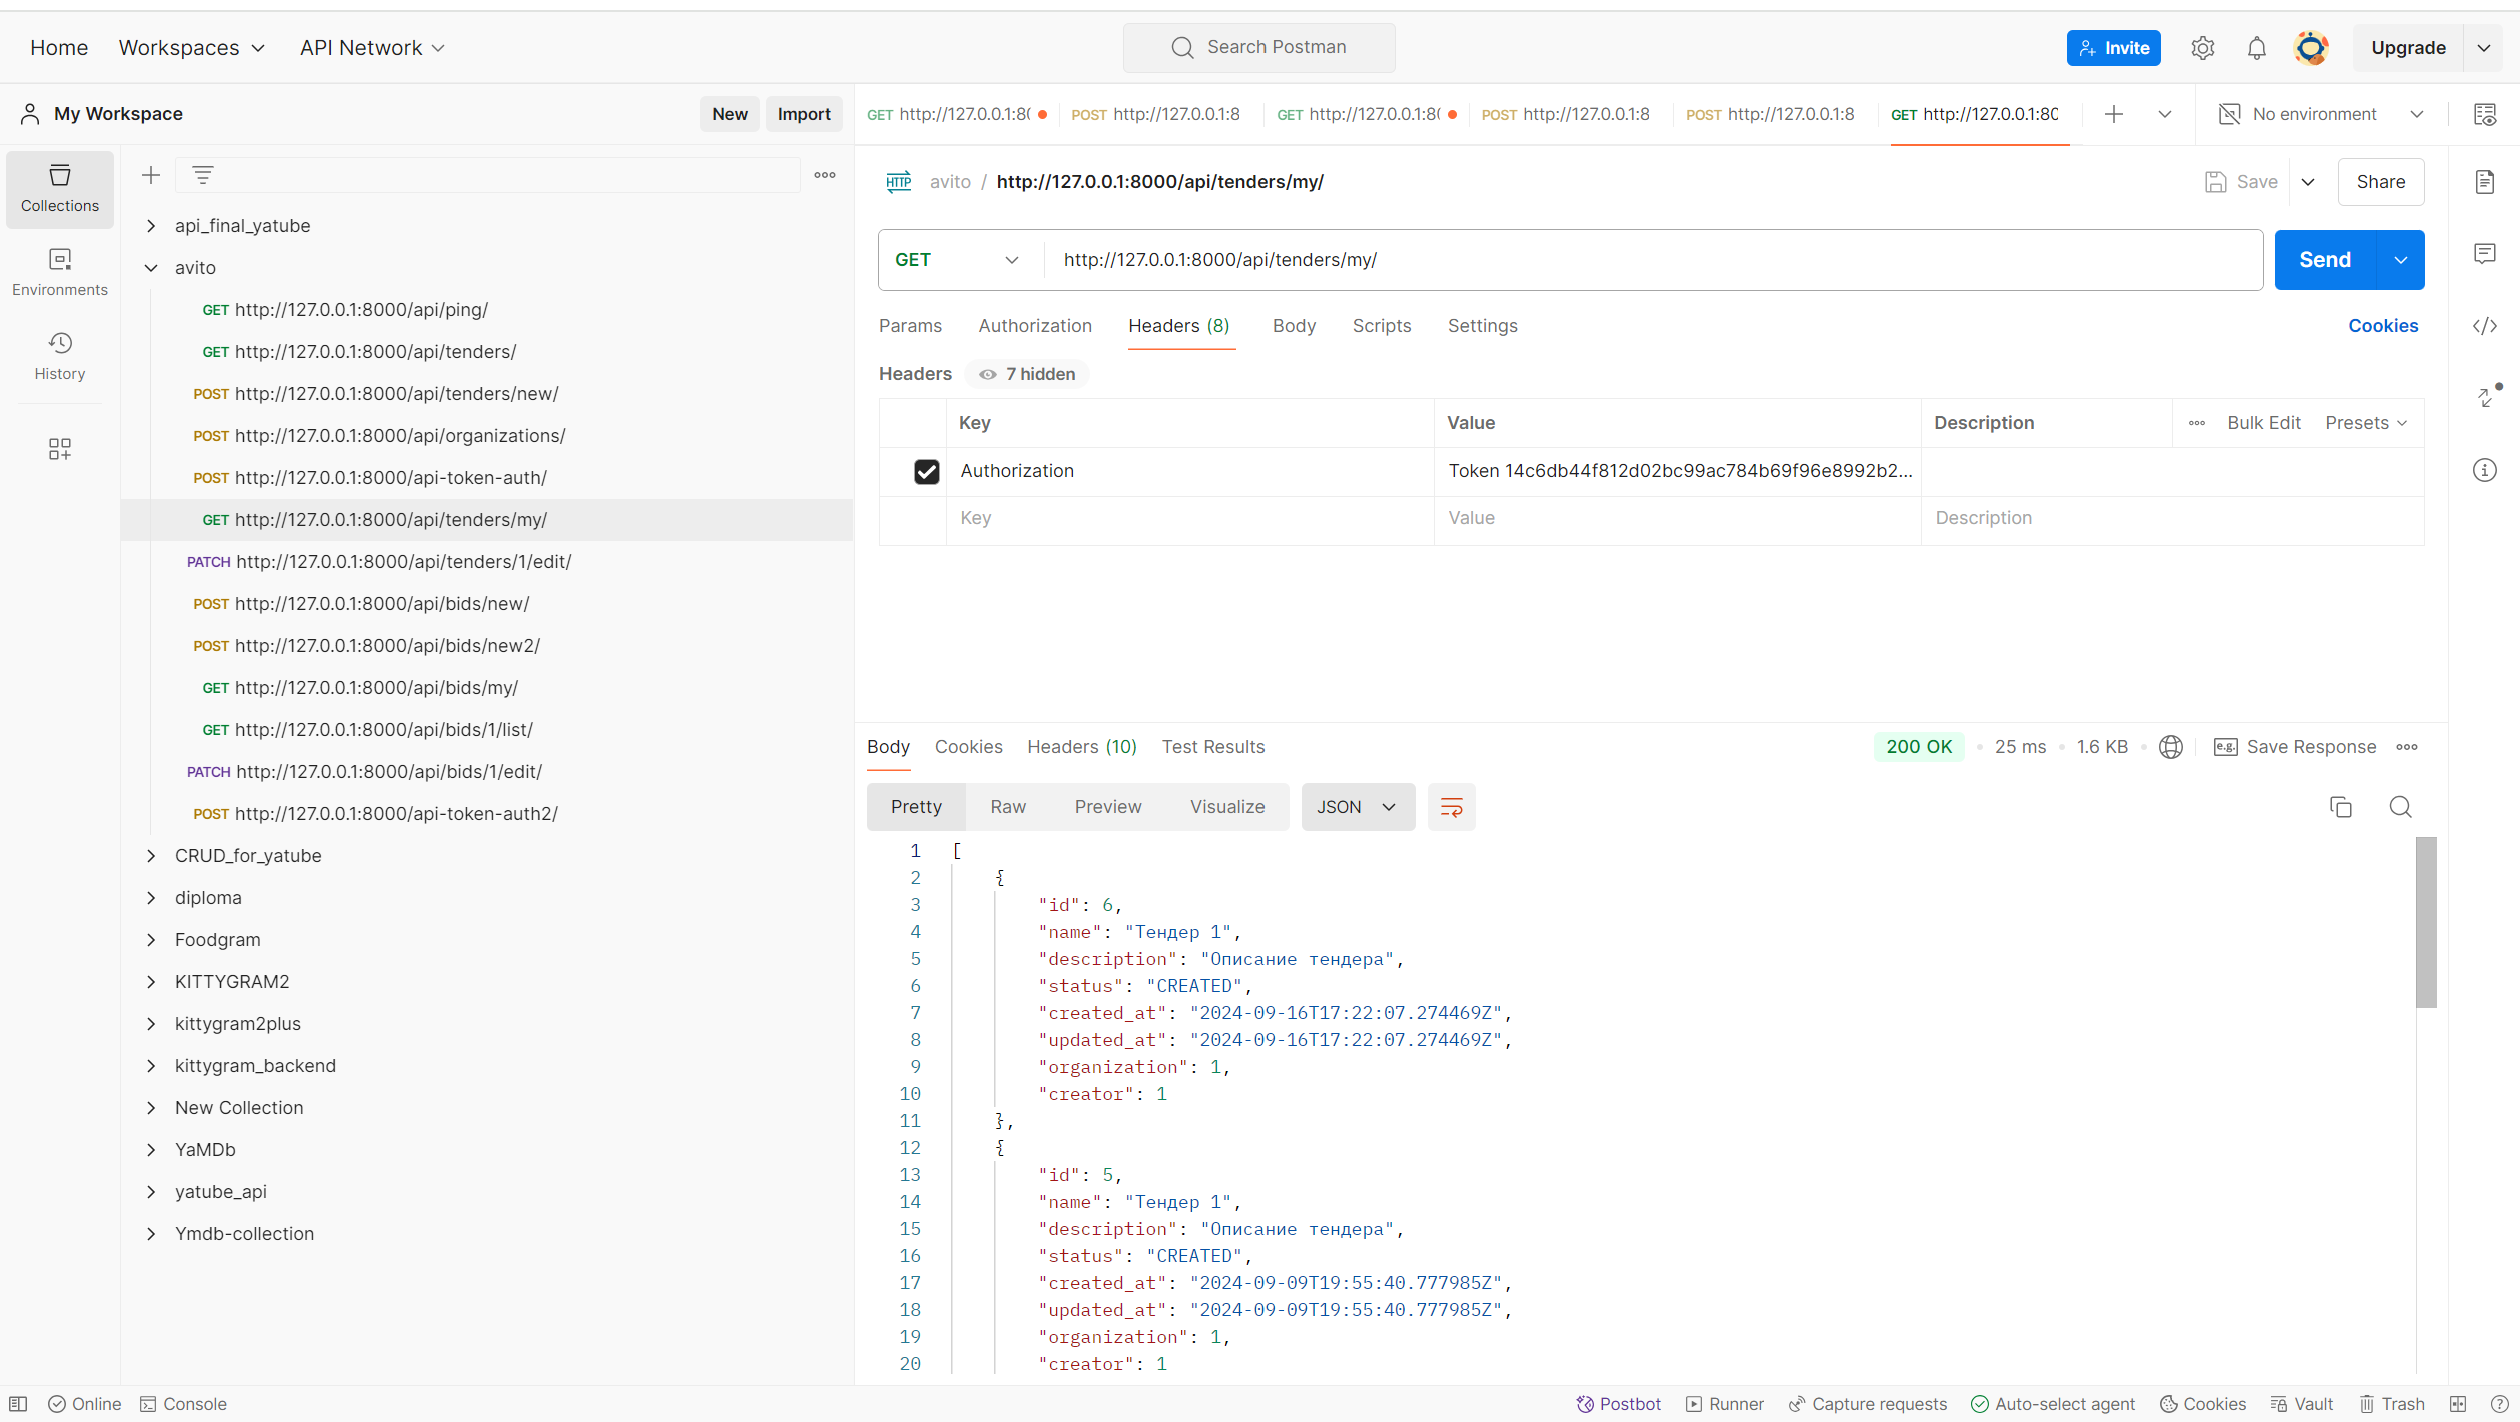 Home Workspaces API Network Search Postman Invite Upgrade
My Workspace New Import GET http://127.0.0.1:8( POST http://127.0.0.1:8 GET http://127.0.0.1:8( POST http://127.0.0.1:8 POST http://127.0.0.1:8 GET http://127.0.0.1:80 No environment
Collections
Environments
History
api_final_yatube
avito
GET http://127.0.0.1:8000/api/ping/
GET http://127.0.0.1:8000/api/tenders/
POST http://127.0.0.1:8000/api/tenders/new/
POST http://127.0.0.1:8000/api/organizations/
POST http://127.0.0.1:8000/api-token-auth/
GET http://127.0.0.1:8000/api/tenders/my/
PATCH http://127.0.0.1:8000/api/tenders/1/edit/
POST http://127.0.0.1:8000/api/bids/new/
POST http://127.0.0.1:8000/api/bids/new2/
GET http://127.0.0.1:8000/api/bids/my/
GET http://127.0.0.1:8000/api/bids/1/list/
PATCH http://127.0.0.1:8000/api/bids/1/edit/
POST http://127.0.0.1:8000/api-token-auth2/
CRUD_for_yatube
diploma
Foodgram
KITTYGRAM2
kittygram2plus
kittygram_backend
New Collection
YaMDb
yatube_api
Ymdb-collection
HTTP avito / http://127.0.0.1:8000/api/tenders/my/ Save Share
GET http://127.0.0.1:8000/api/tenders/my/ Send
Params Authorization Headers (8) Body Scripts Settings Cookies
Headers 7 hidden
Key Value Description Bulk Edit Presets
Authorization Token 14c6db44f812d02bc99ac784b69f96e8992b2...
Key Value Description
Body Cookies Headers (10) Test Results 200 OK 25 ms 1.6 KB e.g. Save Response
Pretty Raw Preview Visualize JSON
1 [
2 {
3 "id": 6,
4 "name": "Тендер 1",
5 "description": "Описание тендера",
6 "status": "CREATED",
7 "created_at": "2024-09-16T17:22:07.274469Z",
8 "updated_at": "2024-09-16T17:22:07.274469Z",
9 "organization": 1,
10 "creator": 1
11 },
12 {
13 "id": 5,
14 "name": "Тендер 1",
15 "description": "Описание тендера",
16 "status": "CREATED",
17 "created_at": "2024-09-09T19:55:40.777985Z",
18 "updated_at": "2024-09-09T19:55:40.777985Z",
19 "organization": 1,
20 "creator": 1
Online Console Postbot Runner Capture requests Auto-select agent Cookies Vault Trash